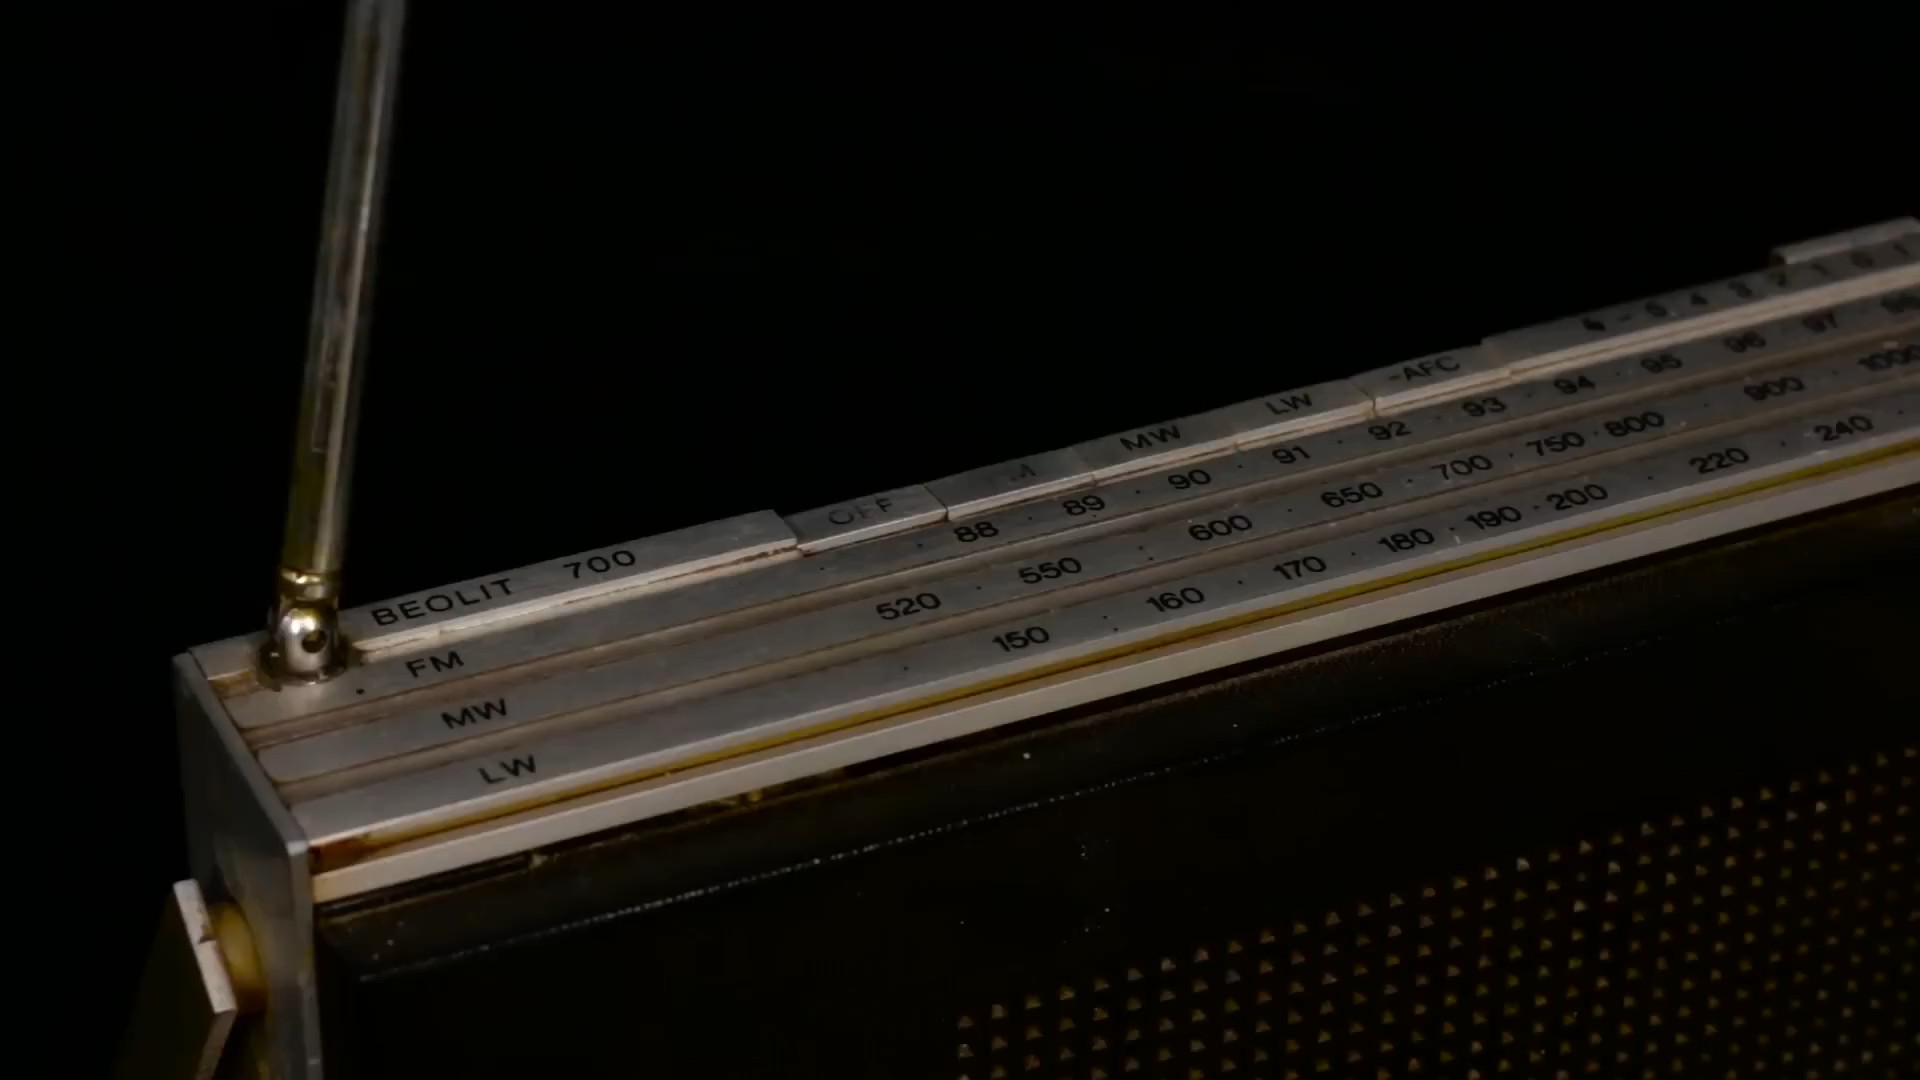 BEOLIT 700 OFF MW LW -AFC
FM 88 · 89 · 90 · 91 · 92 · 93 · 94 · 95 · 96 · 97
MW 520 · 550 · 600 · 650 · 700 · 750 · 800 · 900 · 1000
LW · 150 · 160 · 170 · 180 · 190 · 200 · 220 · 240